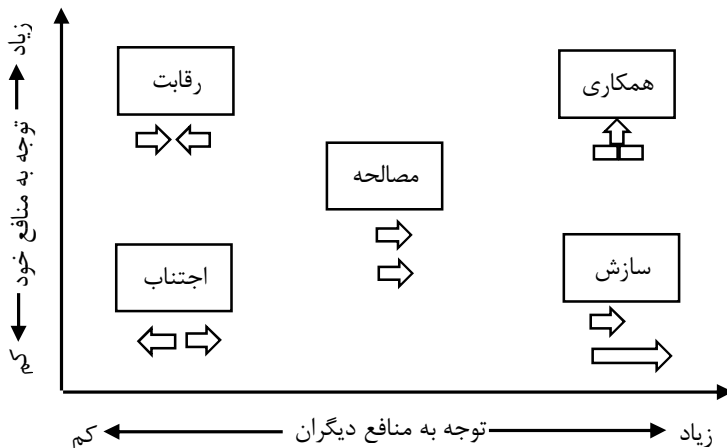 زیاد
توجه به منافع خود
کم
رقابت
همکاری
مصالحه
اجتناب
سازش
زیاد
توجه به منافع دیگران
کم